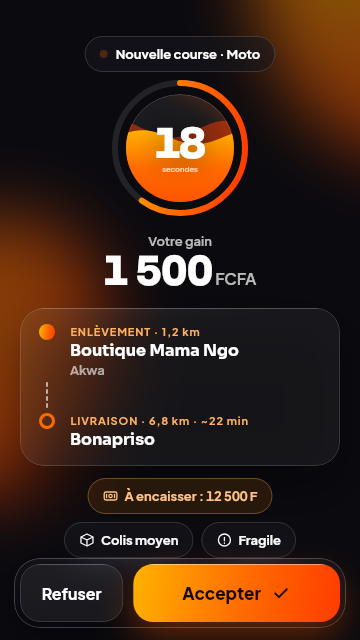 Nouvelle course · Moto
18
secondes
Votre gain
1 500 FCFA
ENLÈVEMENT · 1,2 km
Boutique Mama Ngo
Akwa
LIVRAISON · 6,8 km · ~22 min
Bonapriso
À encaisser : 12 500 F
Colis moyen
Fragile
Refuser
Accepter